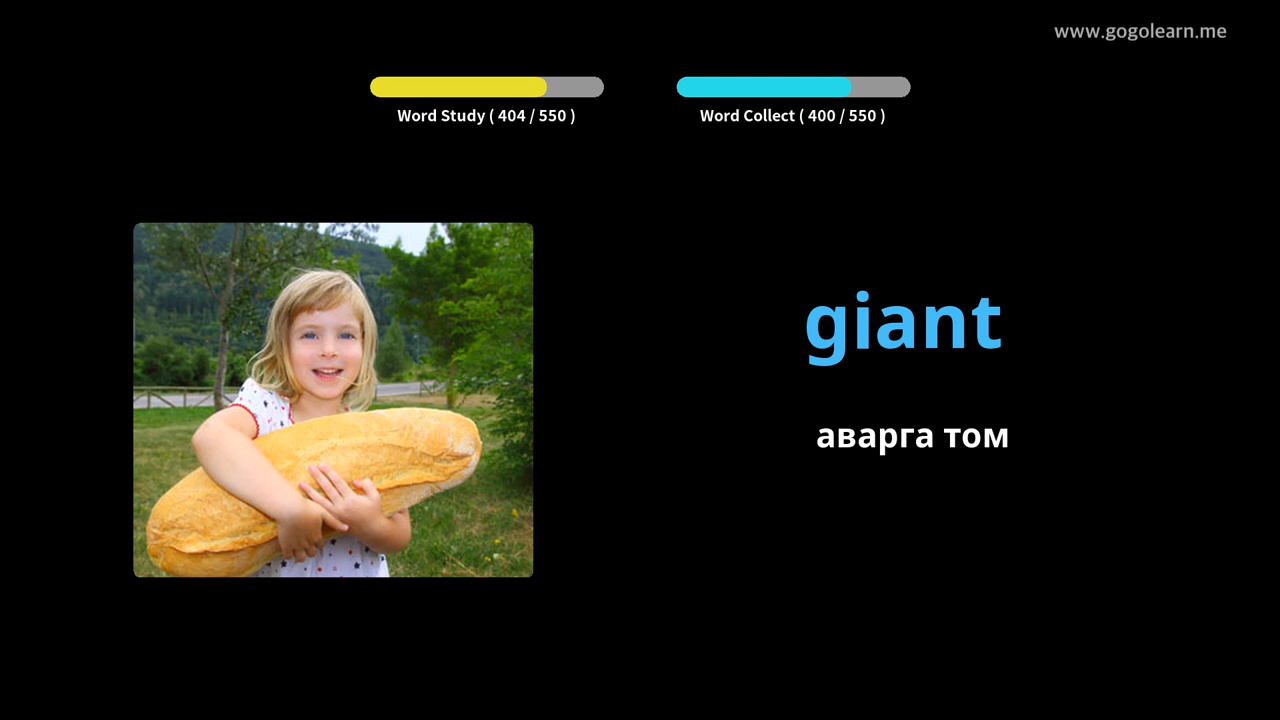 www.gogolearn.me
Word Study ( 404 / 550 )
Word Collect ( 400 / 550 )
giant
аварга том